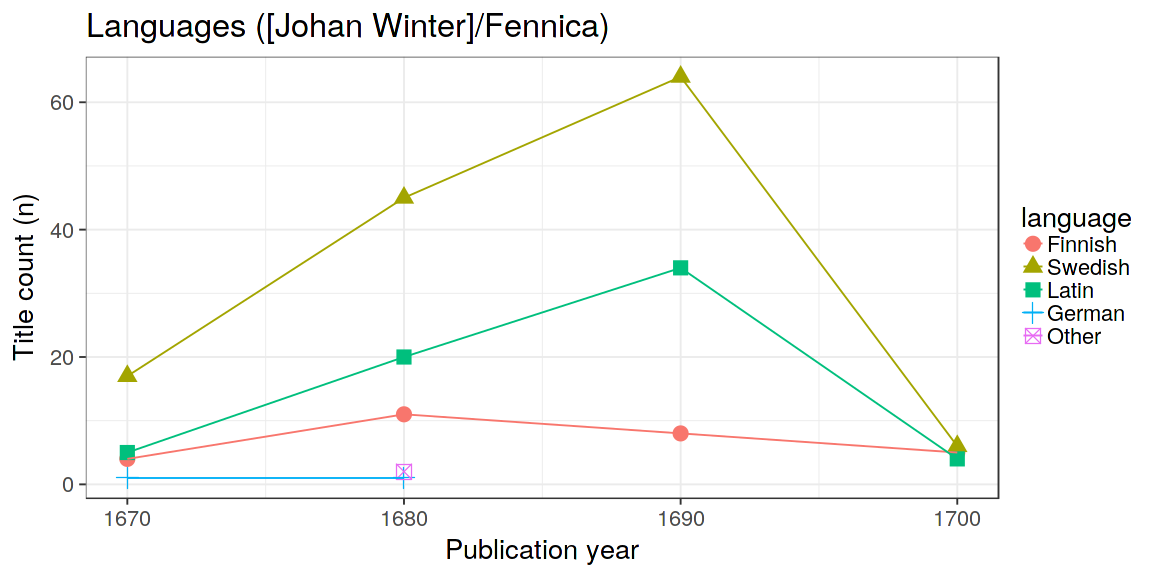 Languages ([Johan Winter]/Fennica)
Title count (n)
60
40
20
0
1670 1680 1690 1700
Publication year
language
Finnish
Swedish
Latin
German
Other